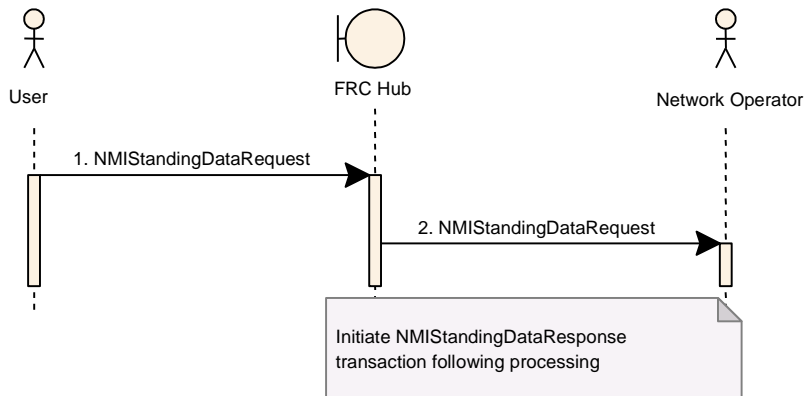 User
FRC Hub
Network Operator
1. NMIStandingDataRequest
2. NMIStandingDataRequest
Initiate NMIStandingDataResponse
transaction following processing